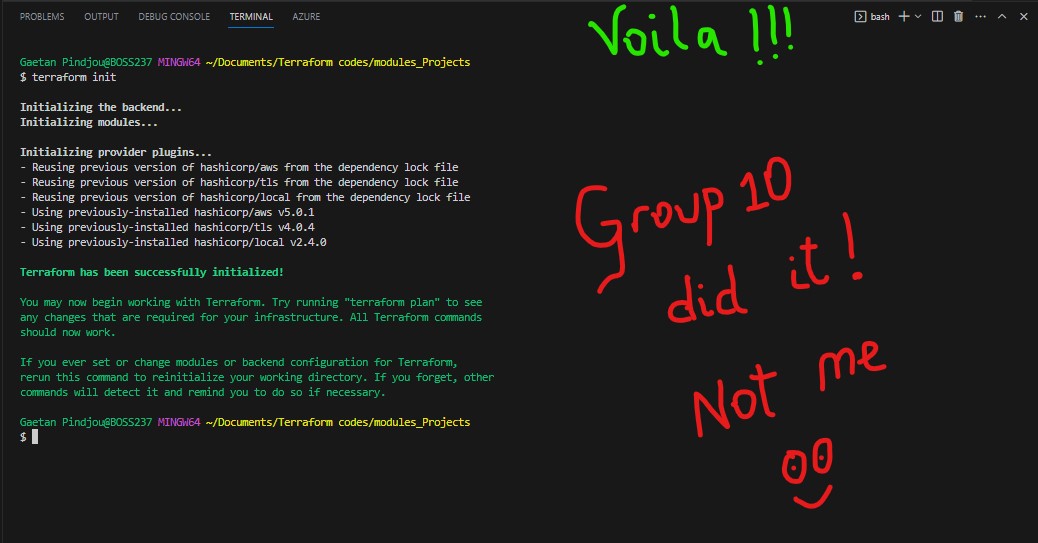 PROBLEMS OUTPUT DEBUG CONSOLE TERMINAL AZURE bash
Voila !!!
Gaetan Pindjou@BOSS237 MINGW64 ~/Documents/Terraform codes/modules_Projects
$ terraform init
Initializing the backend...
Initializing modules...
Initializing provider plugins...
- Reusing previous version of hashicorp/aws from the dependency lock file
- Reusing previous version of hashicorp/tls from the dependency lock file
- Reusing previous version of hashicorp/local from the dependency lock file
- Using previously-installed hashicorp/aws v5.0.1
- Using previously-installed hashicorp/tls v4.0.4
- Using previously-installed hashicorp/local v2.4.0
Terraform has been successfully initialized!
You may now begin working with Terraform. Try running "terraform plan" to see
any changes that are required for your infrastructure. All Terraform commands
should now work.
If you ever set or change modules or backend configuration for Terraform,
rerun this command to reinitialize your working directory. If you forget, other
commands will detect it and remind you to do so if necessary.
Gaetan Pindjou@BOSS237 MINGW64 ~/Documents/Terraform codes/modules_Projects
$
Group 10
did it!
Not me